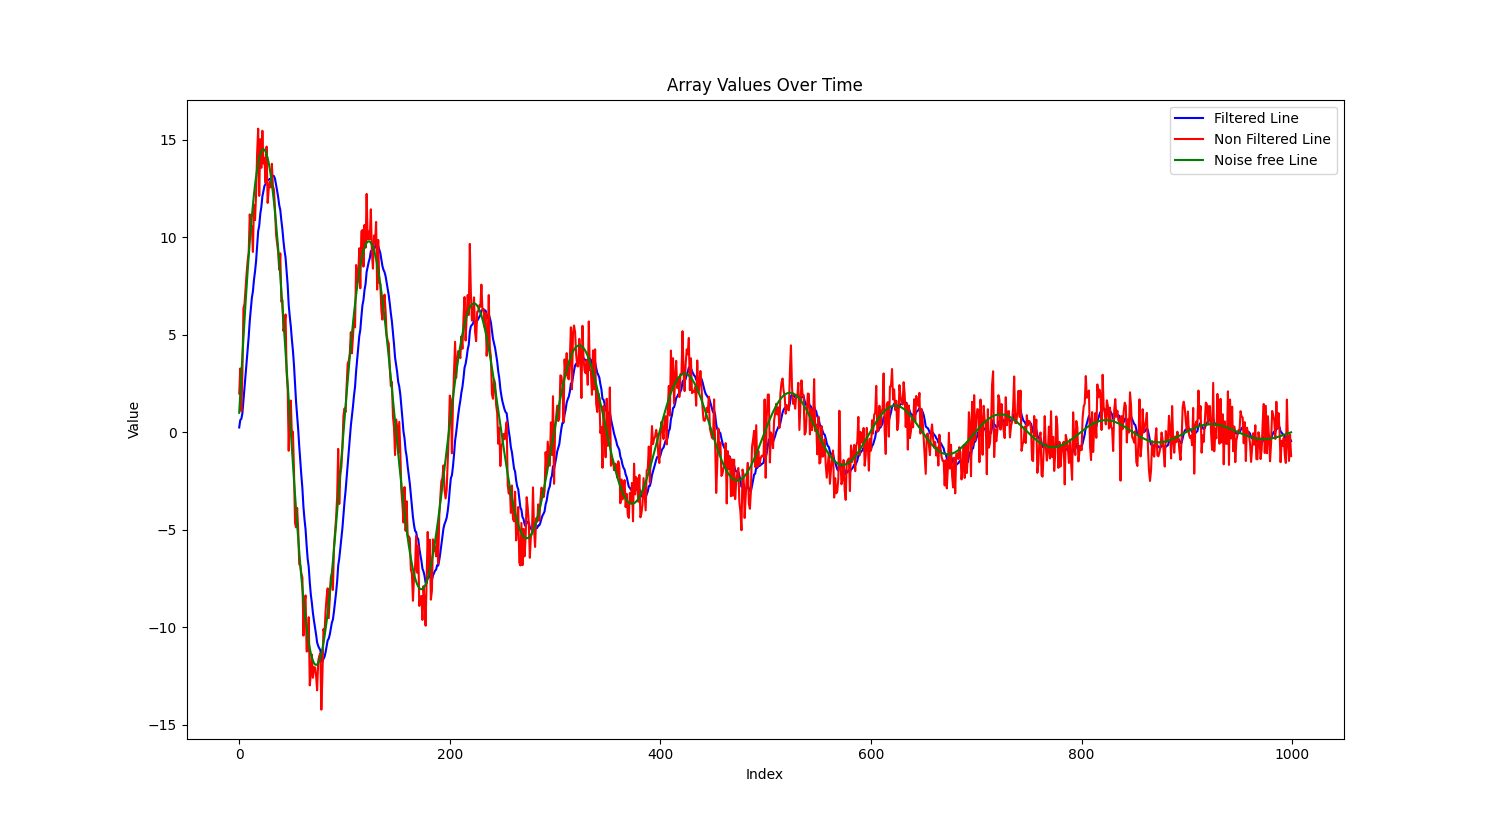 Array Values Over Time
Filtered Line
Non Filtered Line
Noise free Line
Value
15
10
5
0
−5
−10
−15
0 200 400 600 800 1000
Index